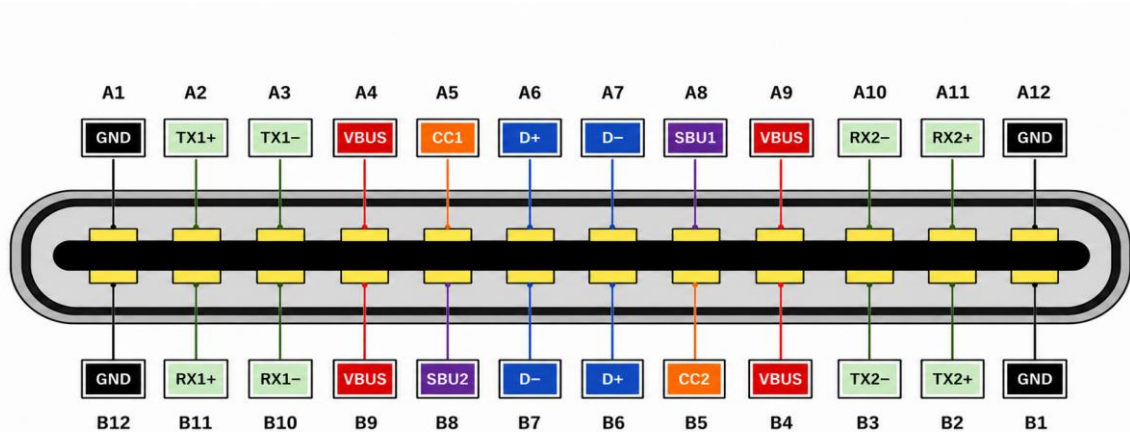 A1 A2 A3 A4 A5 A6 A7 A8 A9 A10 A11 A12
GND TX1+ TX1− VBUS CC1 D+ D− SBU1 VBUS RX2− RX2+ GND
GND RX1+ RX1− VBUS SBU2 D− D+ CC2 VBUS TX2− TX2+ GND
B12 B11 B10 B9 B8 B7 B6 B5 B4 B3 B2 B1